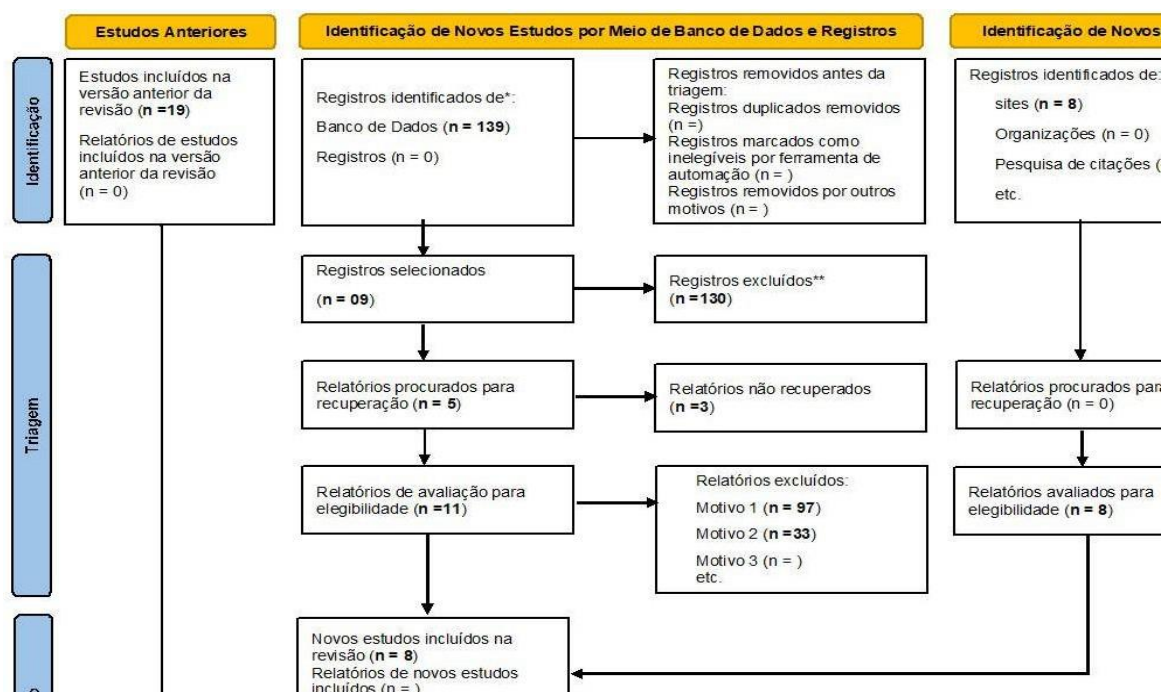 Estudos Anteriores
Identificação de Novos Estudos por Meio de Banco de Dados e Registros
Identificação de Novos
Identificação
Estudos incluídos na
versão anterior da
revisão (n =19)
Relatórios de estudos
incluídos na versão
anterior da revisão
(n = 0)
Registros identificados de*:
Banco de Dados (n = 139)
Registros (n = 0)
Registros removidos antes da
triagem:
Registros duplicados removidos
(n =)
Registros marcados como
inelegíveis por ferramenta de
automação (n = )
Registros removidos por outros
motivos (n = )
Registros identificados de:
sites (n = 8)
Organizações (n = 0)
Pesquisa de citações (
etc.
Triagem
Registros selecionados
(n = 09)
Registros excluídos**
(n =130)
Relatórios procurados para
recuperação (n = 5)
Relatórios não recuperados
(n =3)
Relatórios procurados para
recuperação (n = 0)
Relatórios de avaliação para
elegibilidade (n =11)
Relatórios excluídos:
Motivo 1 (n = 97)
Motivo 2 (n =33)
Motivo 3 (n = )
etc.
Relatórios avaliados para
elegibilidade (n = 8)
Novos estudos incluídos na
revisão (n = 8)
Relatórios de novos estudos
incluídos (n = )